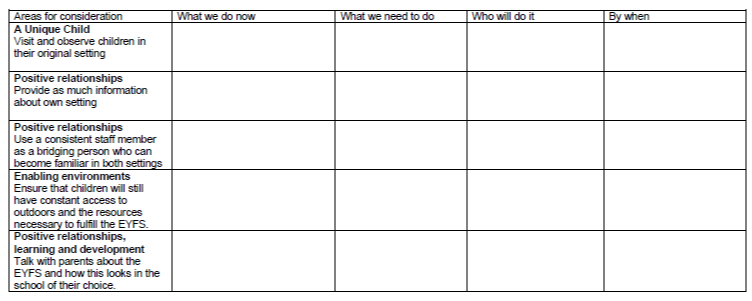 Areas for consideration What we do now What we need to do Who will do it By when
A Unique Child
Visit and observe children in
their original setting
Positive relationships
Provide as much information
about own setting
Positive relationships
Use a consistent staff member
as a bridging person who can
become familiar in both settings
Enabling environments
Ensure that children will still
have constant access to
outdoors and the resources
necessary to fulfill the EYFS.
Positive relationships,
learning and development
Talk with parents about the
EYFS and how this looks in the
school of their choice.